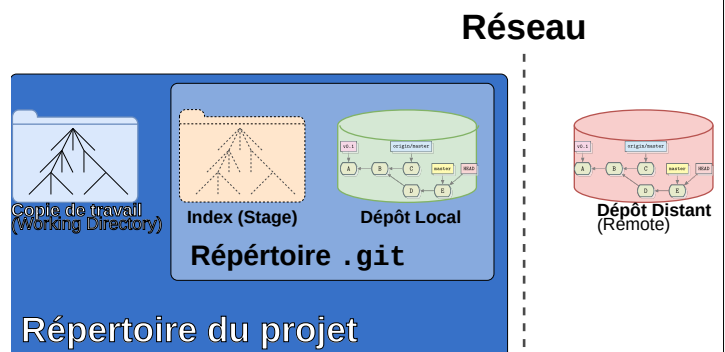 Réseau
v0.1
origin/master
A
B
C
master
HEAD
D
E
v0.1
origin/master
A
B
C
master
HEAD
D
E
Copie de travail
(Working Directory)
Index (Stage)
Dépôt Local
Dépôt Distant
(Remote)
Répértoire .git
Répertoire du projet